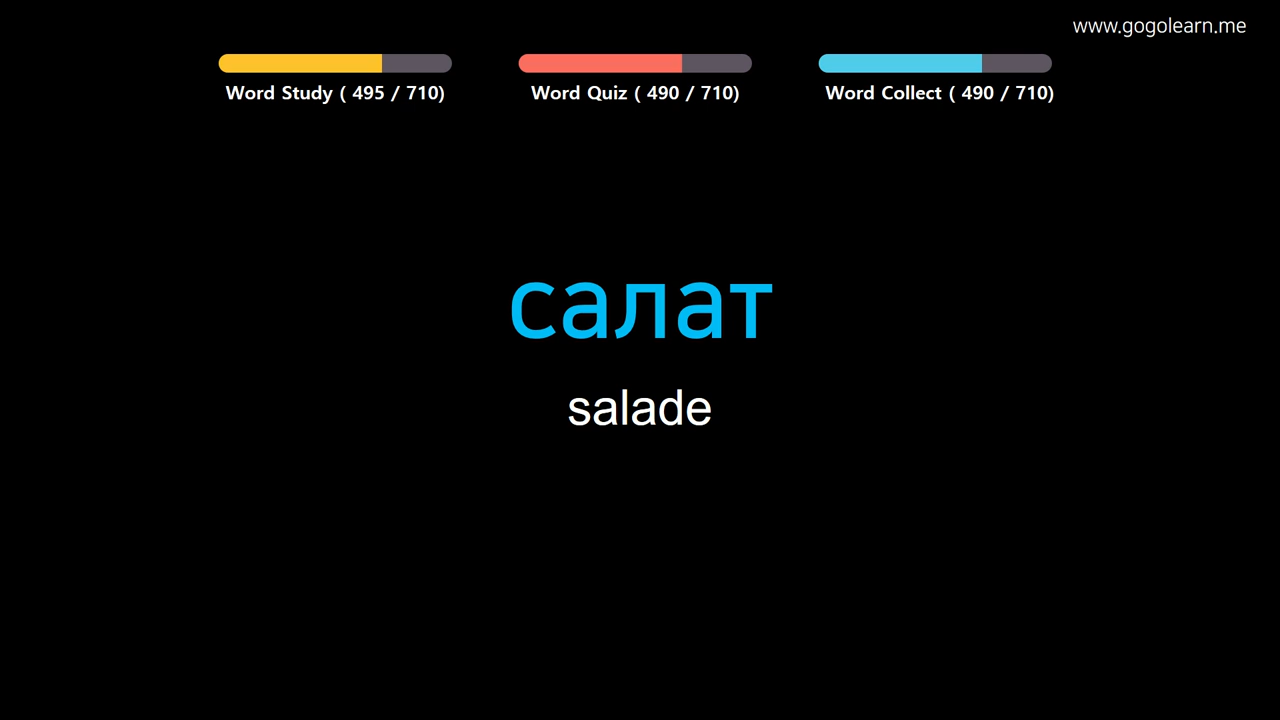 www.gogolearn.me
Word Study ( 495 / 710)
Word Quiz ( 490 / 710)
Word Collect ( 490 / 710)
салат
salade